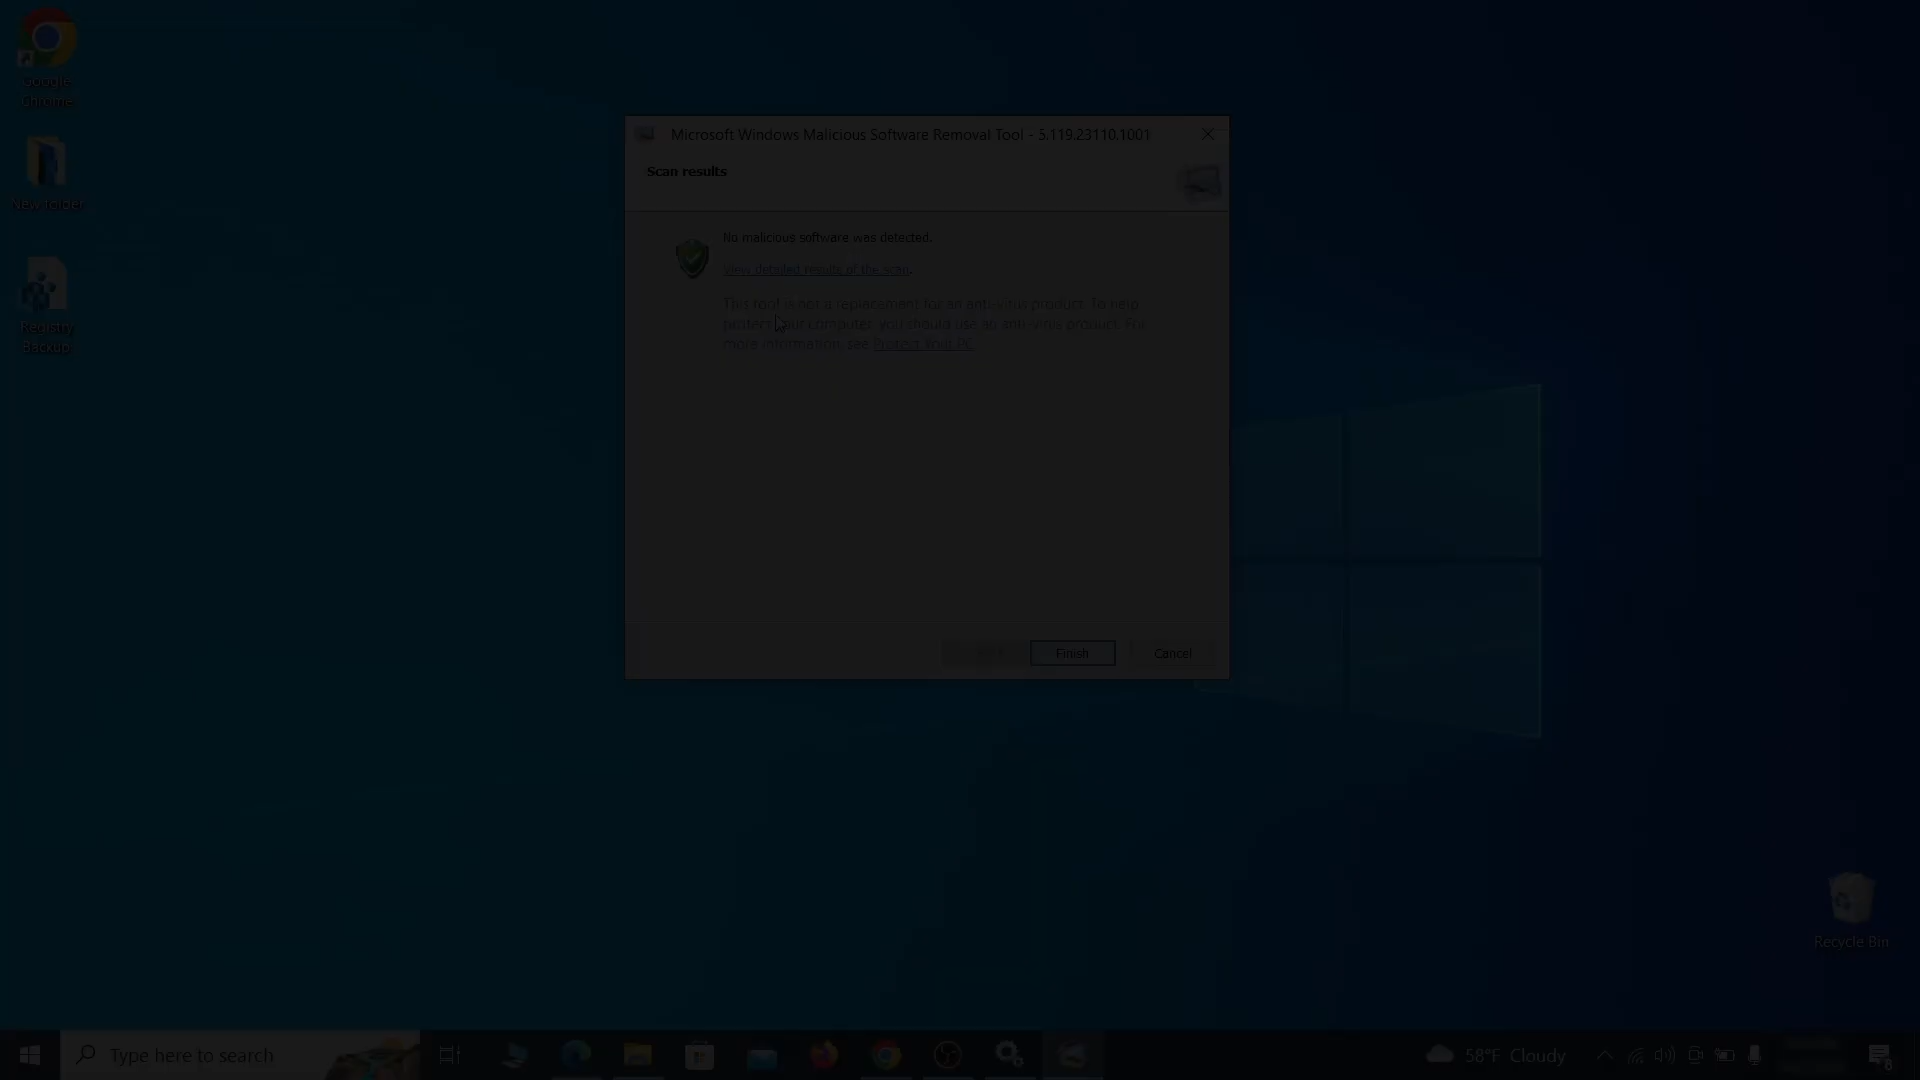 Google
Chrome
New folder
Registry
Backup
Microsoft Windows Malicious Software Removal Tool - 5.119.23110.1001
Scan results
No malicious software was detected.
View detailed results of the scan.
This tool is not a replacement for an anti-virus product. To help
protect your computer, you should use an anti-virus product. For
more information, see Protect Your PC.
Finish
Cancel
Recycle Bin
Type here to search
58°F Cloudy
8